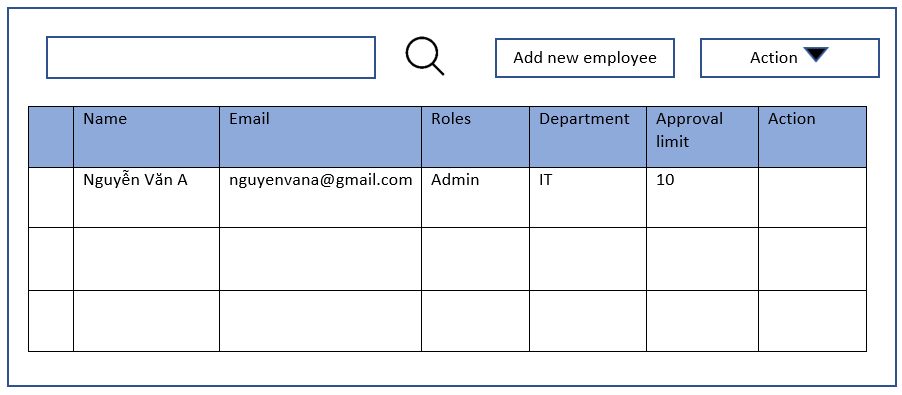 Add new employee
Action
Name
Email
Roles
Department
Approval
limit
Action
Nguyễn Văn A
nguyenvana@gmail.com
Admin
IT
10